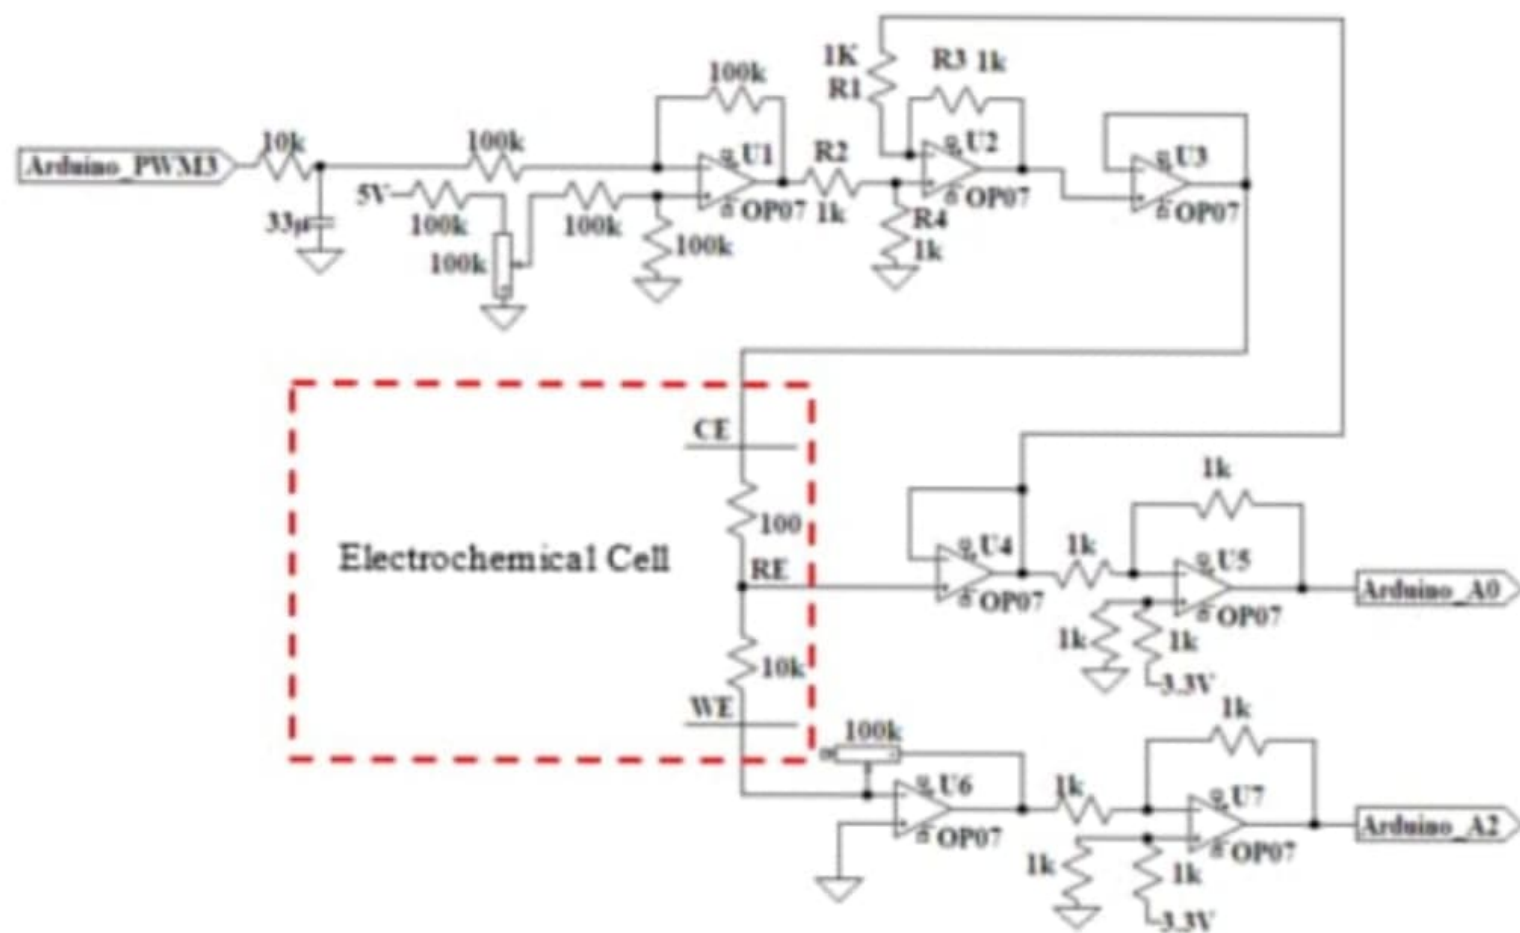 Arduino_PWM3
10k
33µf
100k
5V
100k
100k
100k
100k
100k
U1
OP07
R2
1k
1K
R1
R3 1k
U2
OP07
R4
1k
U3
OP07
CE
100
Electrochemical Cell
RE
10k
WE
U4
OP07
1k
1k
U5
OP07
1k
1k
3.3V
Arduino_A0
100k
U6
OP07
1k
1k
U7
OP07
1k
1k
3.3V
Arduino_A2